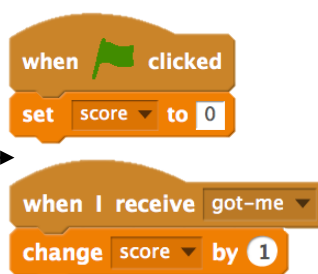 when clicked
set score to 0
when I receive got-me
change score by 1